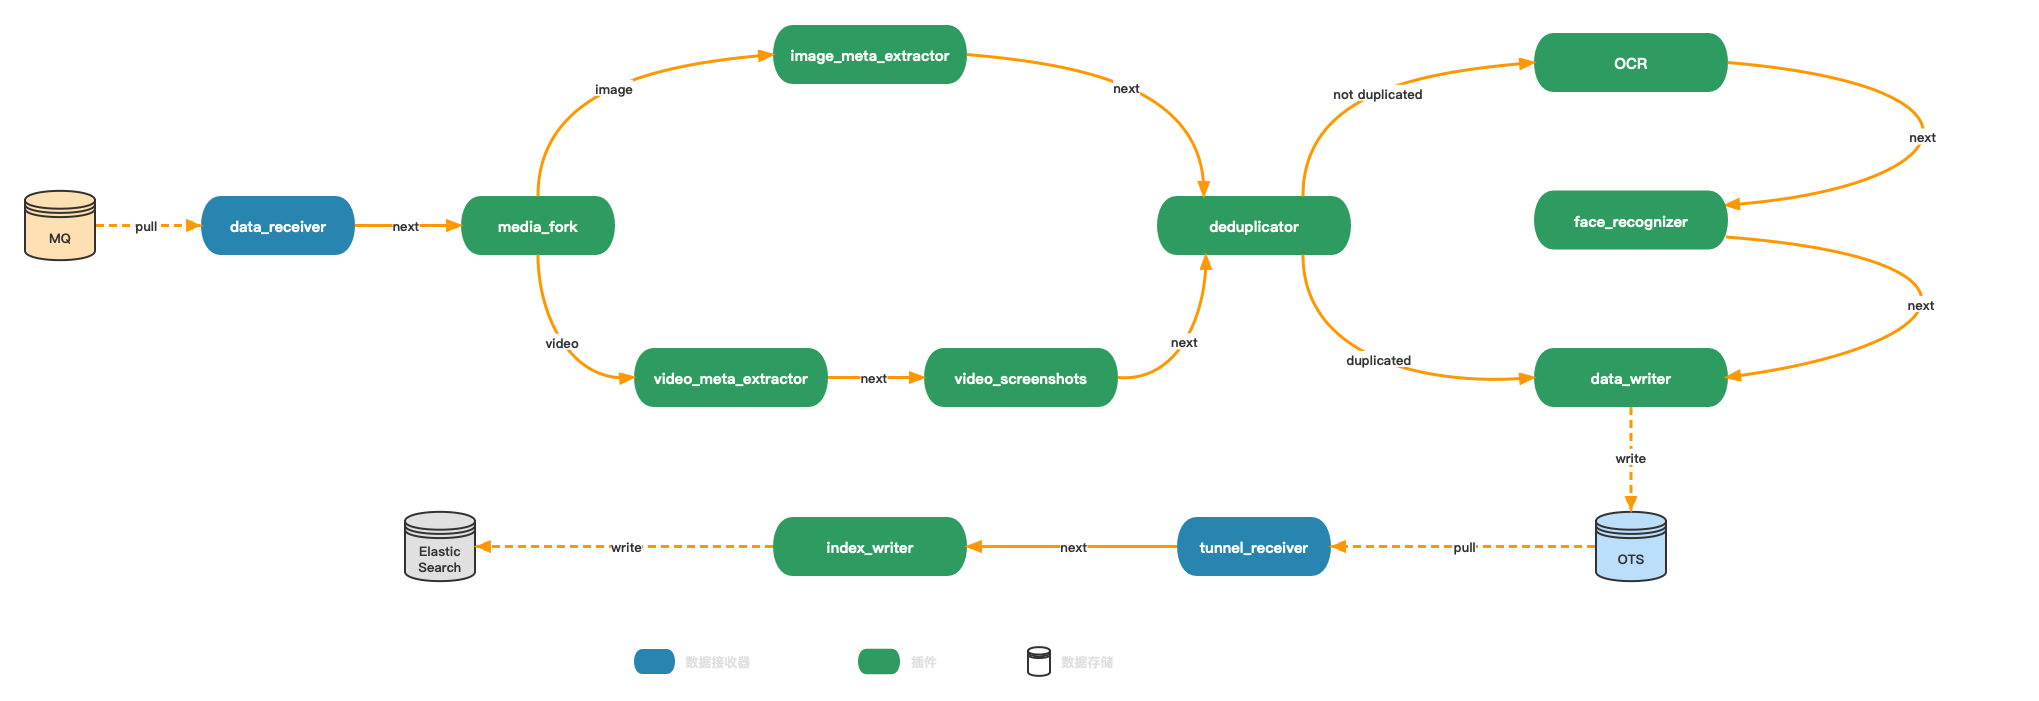 image_meta_extractor
OCR
image
next
not duplicated
next
MQ
pull
data_receiver
next
media_fork
deduplicator
face_recognizer
video
next
next
video_meta_extractor
next
video_screenshots
duplicated
data_writer
write
Elastic
Search
write
index_writer
next
tunnel_receiver
pull
OTS
数据接收器
插件
数据存储